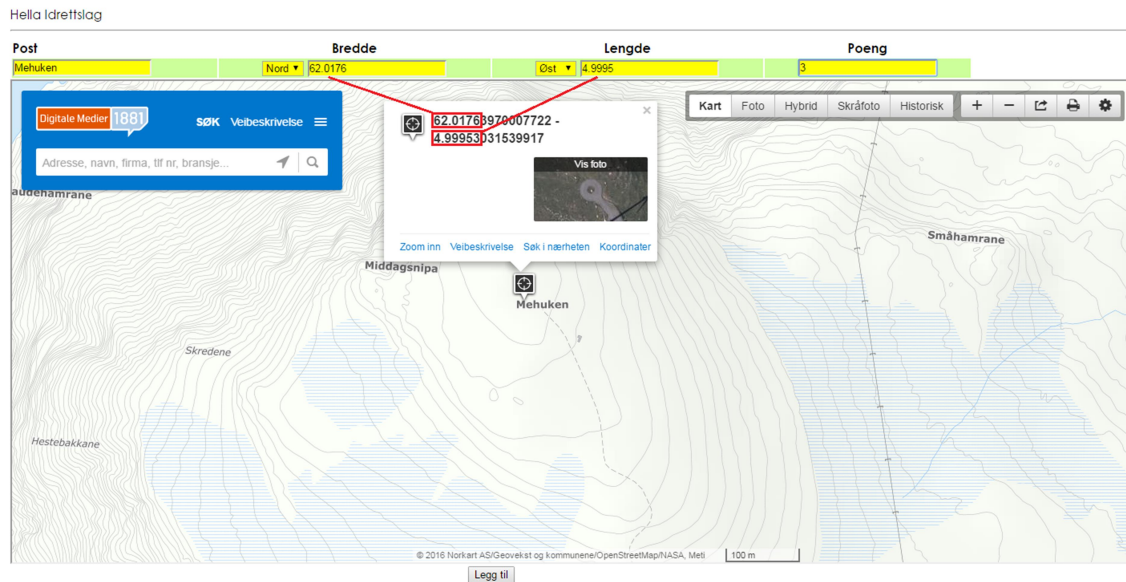 Hella Idrettslag
Post Bredde Lengde Poeng
Mehuken Nord 62.0176 Øst 4.9995 3
Digitale Medier 1881 SØK Veibeskrivelse
Adresse, navn, firma, tlf nr, bransje...
62.01763970007722 -
4.99953031539917
Vis foto
Zoom inn Veibeskrivelse Søk i nærheten Koordinater
Kart Foto Hybrid Skråfoto Historisk
audehamrane
Småhamrane
Middagsnipa
Mehuken
Skredene
Hestebakkane
© 2016 Norkart AS/Geovekst og kommunene/OpenStreetMap/NASA, Meti 100 m
Legg til